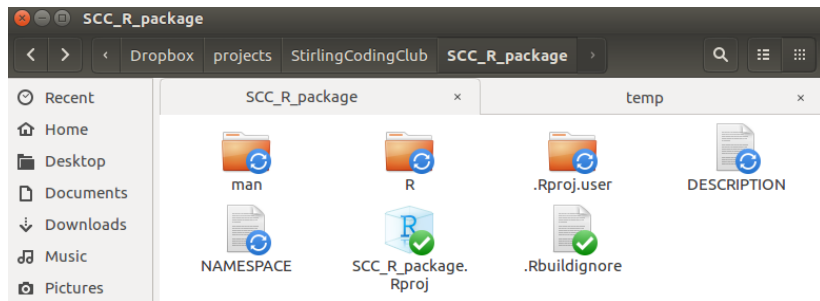 SCC_R_package
Dropbox projects StirlingCodingClub SCC_R_package
Recent
Home
Desktop
Documents
Downloads
Music
Pictures
SCC_R_package × temp ×
man R .Rproj.user DESCRIPTION
NAMESPACE SCC_R_package. .Rbuildignore
Rproj